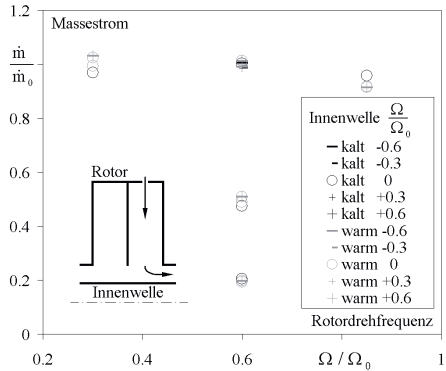 1.2
Massestrom
ṁ
ṁ₀
0.8
0.6
0.4
0.2
0
0.2
0.4
0.6
Ω / Ω₀
1
Rotor
Innenwelle
Innenwelle Ω/Ω₀
kalt -0.6
kalt -0.3
kalt 0
kalt +0.3
kalt +0.6
warm -0.6
warm -0.3
warm 0
warm +0.3
warm +0.6
Rotordrehfrequenz